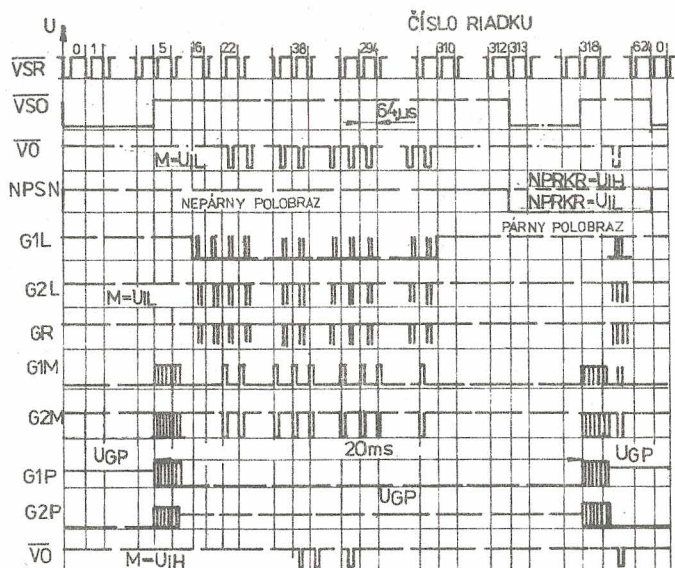 U ČÍSLO RIADKU
0 1 5 16 22 38 294 310 312 313 318 62 0
VSR
VSO
64µs
VO M=UIL
NPSN NPRKR=UIH
NEPÁRNY POLOBRAZ NPRKR=UIL
PÁRNY POLOBRAZ
G1L
G2L M=UIL
GR
G1M
G2M
UGP 20ms UGP
G1P
UGP
G2P
VO M=UIH